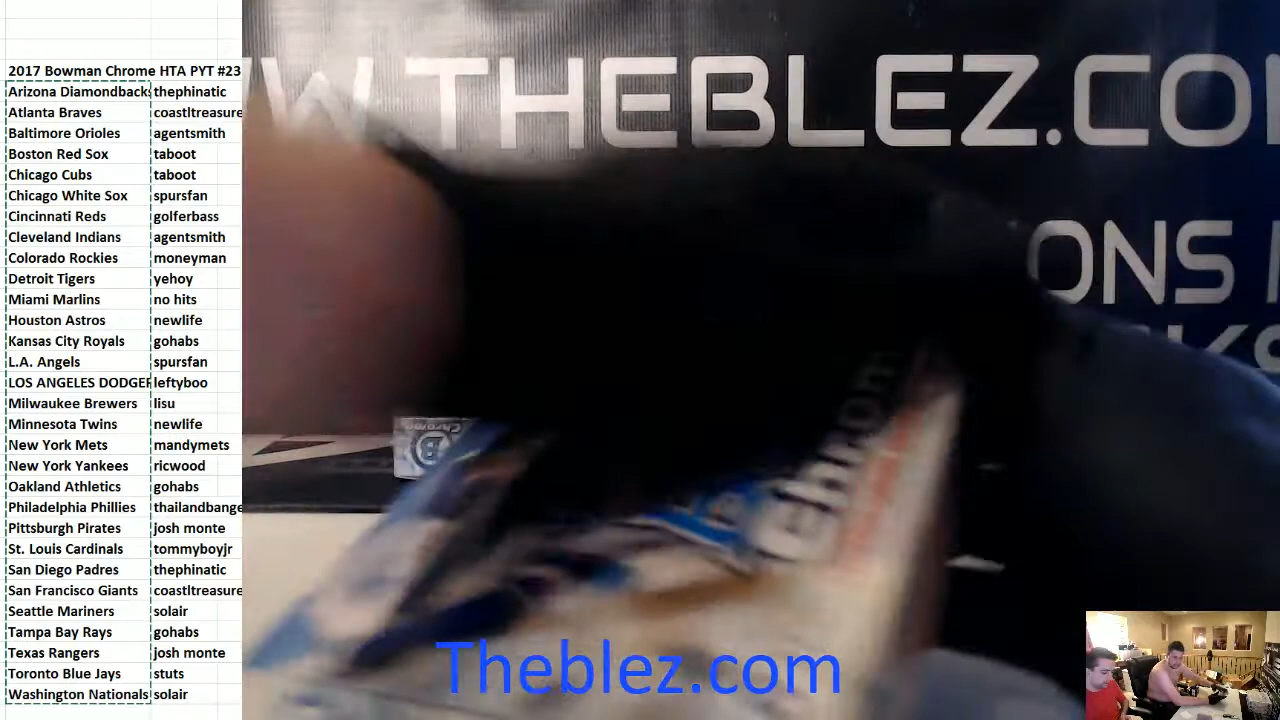 2017 Bowman Chrome HTA PYT #23
Arizona Diamondbacks thephinatic
Atlanta Braves coastltreasure
Baltimore Orioles agentsmith
Boston Red Sox taboot
Chicago Cubs taboot
Chicago White Sox spursfan
Cincinnati Reds golferbass
Cleveland Indians agentsmith
Colorado Rockies moneyman
Detroit Tigers yehoy
Miami Marlins no hits
Houston Astros newlife
Kansas City Royals gohabs
L.A. Angels spursfan
LOS ANGELES DODGER leftyboo
Milwaukee Brewers lisu
Minnesota Twins newlife
New York Mets mandymets
New York Yankees ricwood
Oakland Athletics gohabs
Philadelphia Phillies thailandbange
Pittsburgh Pirates josh monte
St. Louis Cardinals tommyboyjr
San Diego Padres thephinatic
San Francisco Giants coastltreasure
Seattle Mariners solair
Tampa Bay Rays gohabs
Texas Rangers josh monte
Toronto Blue Jays stuts
Washington Nationals solair
W.THEBLEZ.CO
ONS
chrome
Theblez.com